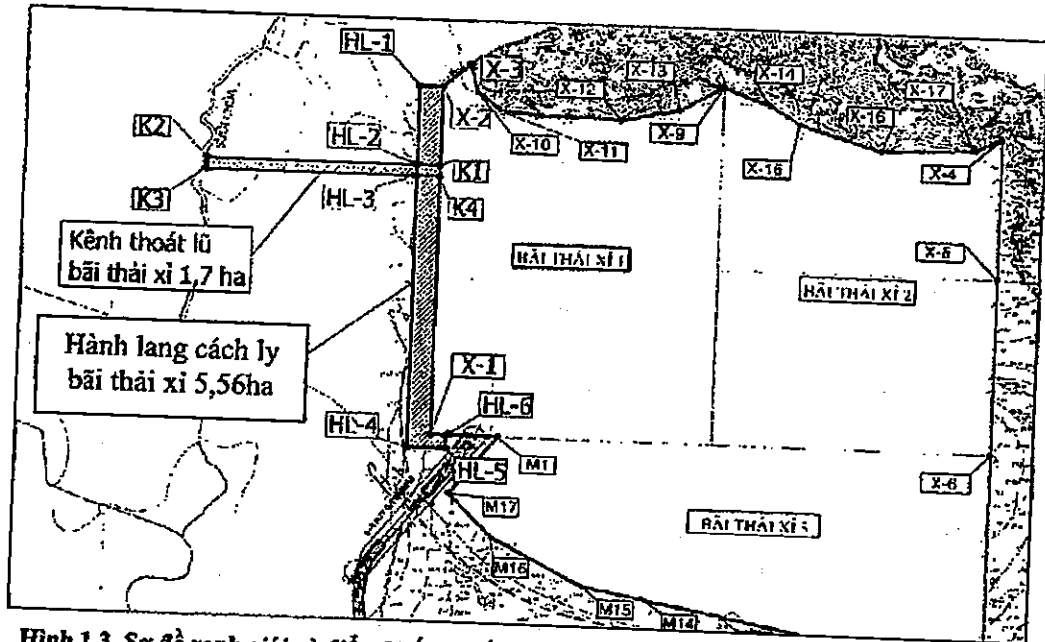 HL-1
X-3
X-13
X-14
X-12
X-17
K2
HL-2
X-2
X-9
X-16
X-10
X-11
K1
X-16
X-4
K3
HL-3
K4
Kênh thoát lũ
bãi thải xỉ 1,7 ha
BÃI THẢI XỈ 1
BÃI THẢI XỈ 2
Hành lang cách ly
bãi thải xỉ 5,56ha
X-1
HL-6
HL-4
M1
HL-5
X-6
M17
BÃI THẢI XỈ
M16
M15
M14
Hình 1.3. Sơ đồ ranh giới